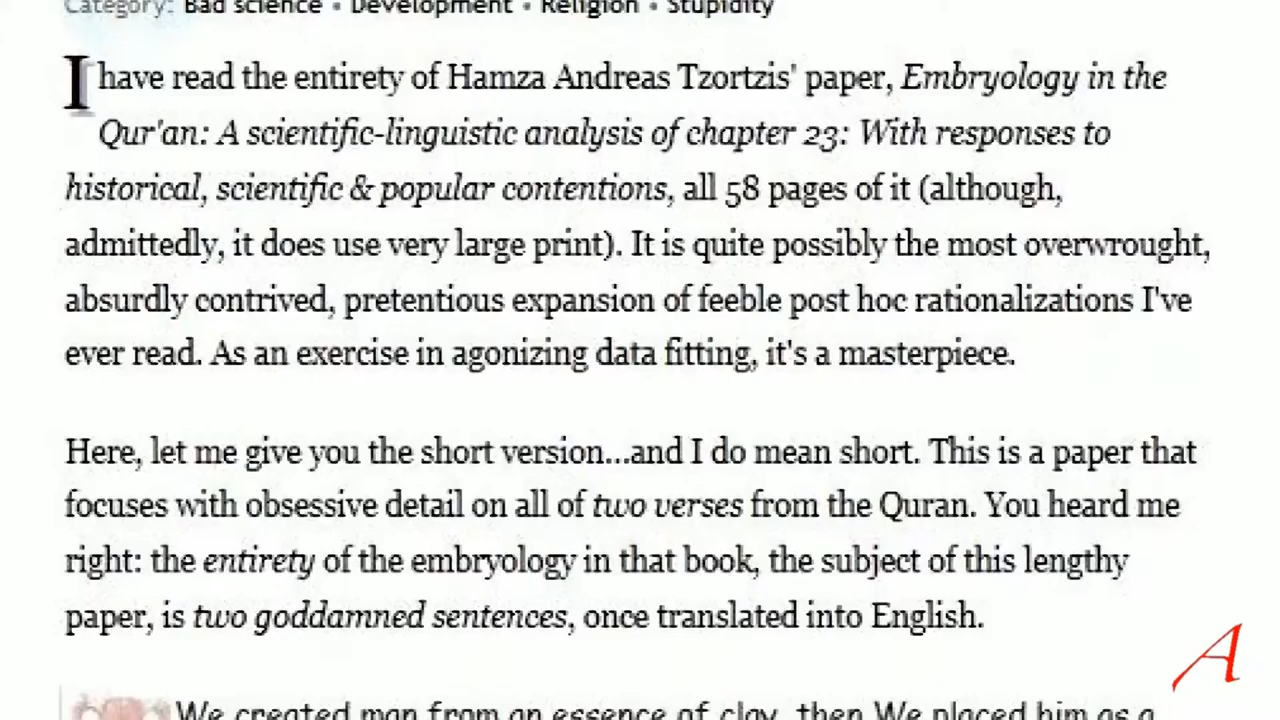 Category: Bad science • Development • Religion • Stupidity
I have read the entirety of Hamza Andreas Tzortzis' paper, Embryology in the
Qur'an: A scientific-linguistic analysis of chapter 23: With responses to
historical, scientific & popular contentions, all 58 pages of it (although,
admittedly, it does use very large print). It is quite possibly the most overwrought,
absurdly contrived, pretentious expansion of feeble post hoc rationalizations I've
ever read. As an exercise in agonizing data fitting, it's a masterpiece.
Here, let me give you the short version...and I do mean short. This is a paper that
focuses with obsessive detail on all of two verses from the Quran. You heard me
right: the entirety of the embryology in that book, the subject of this lengthy
paper, is two goddamned sentences, once translated into English.
A
We created man from an essence of clay, then We placed him as a